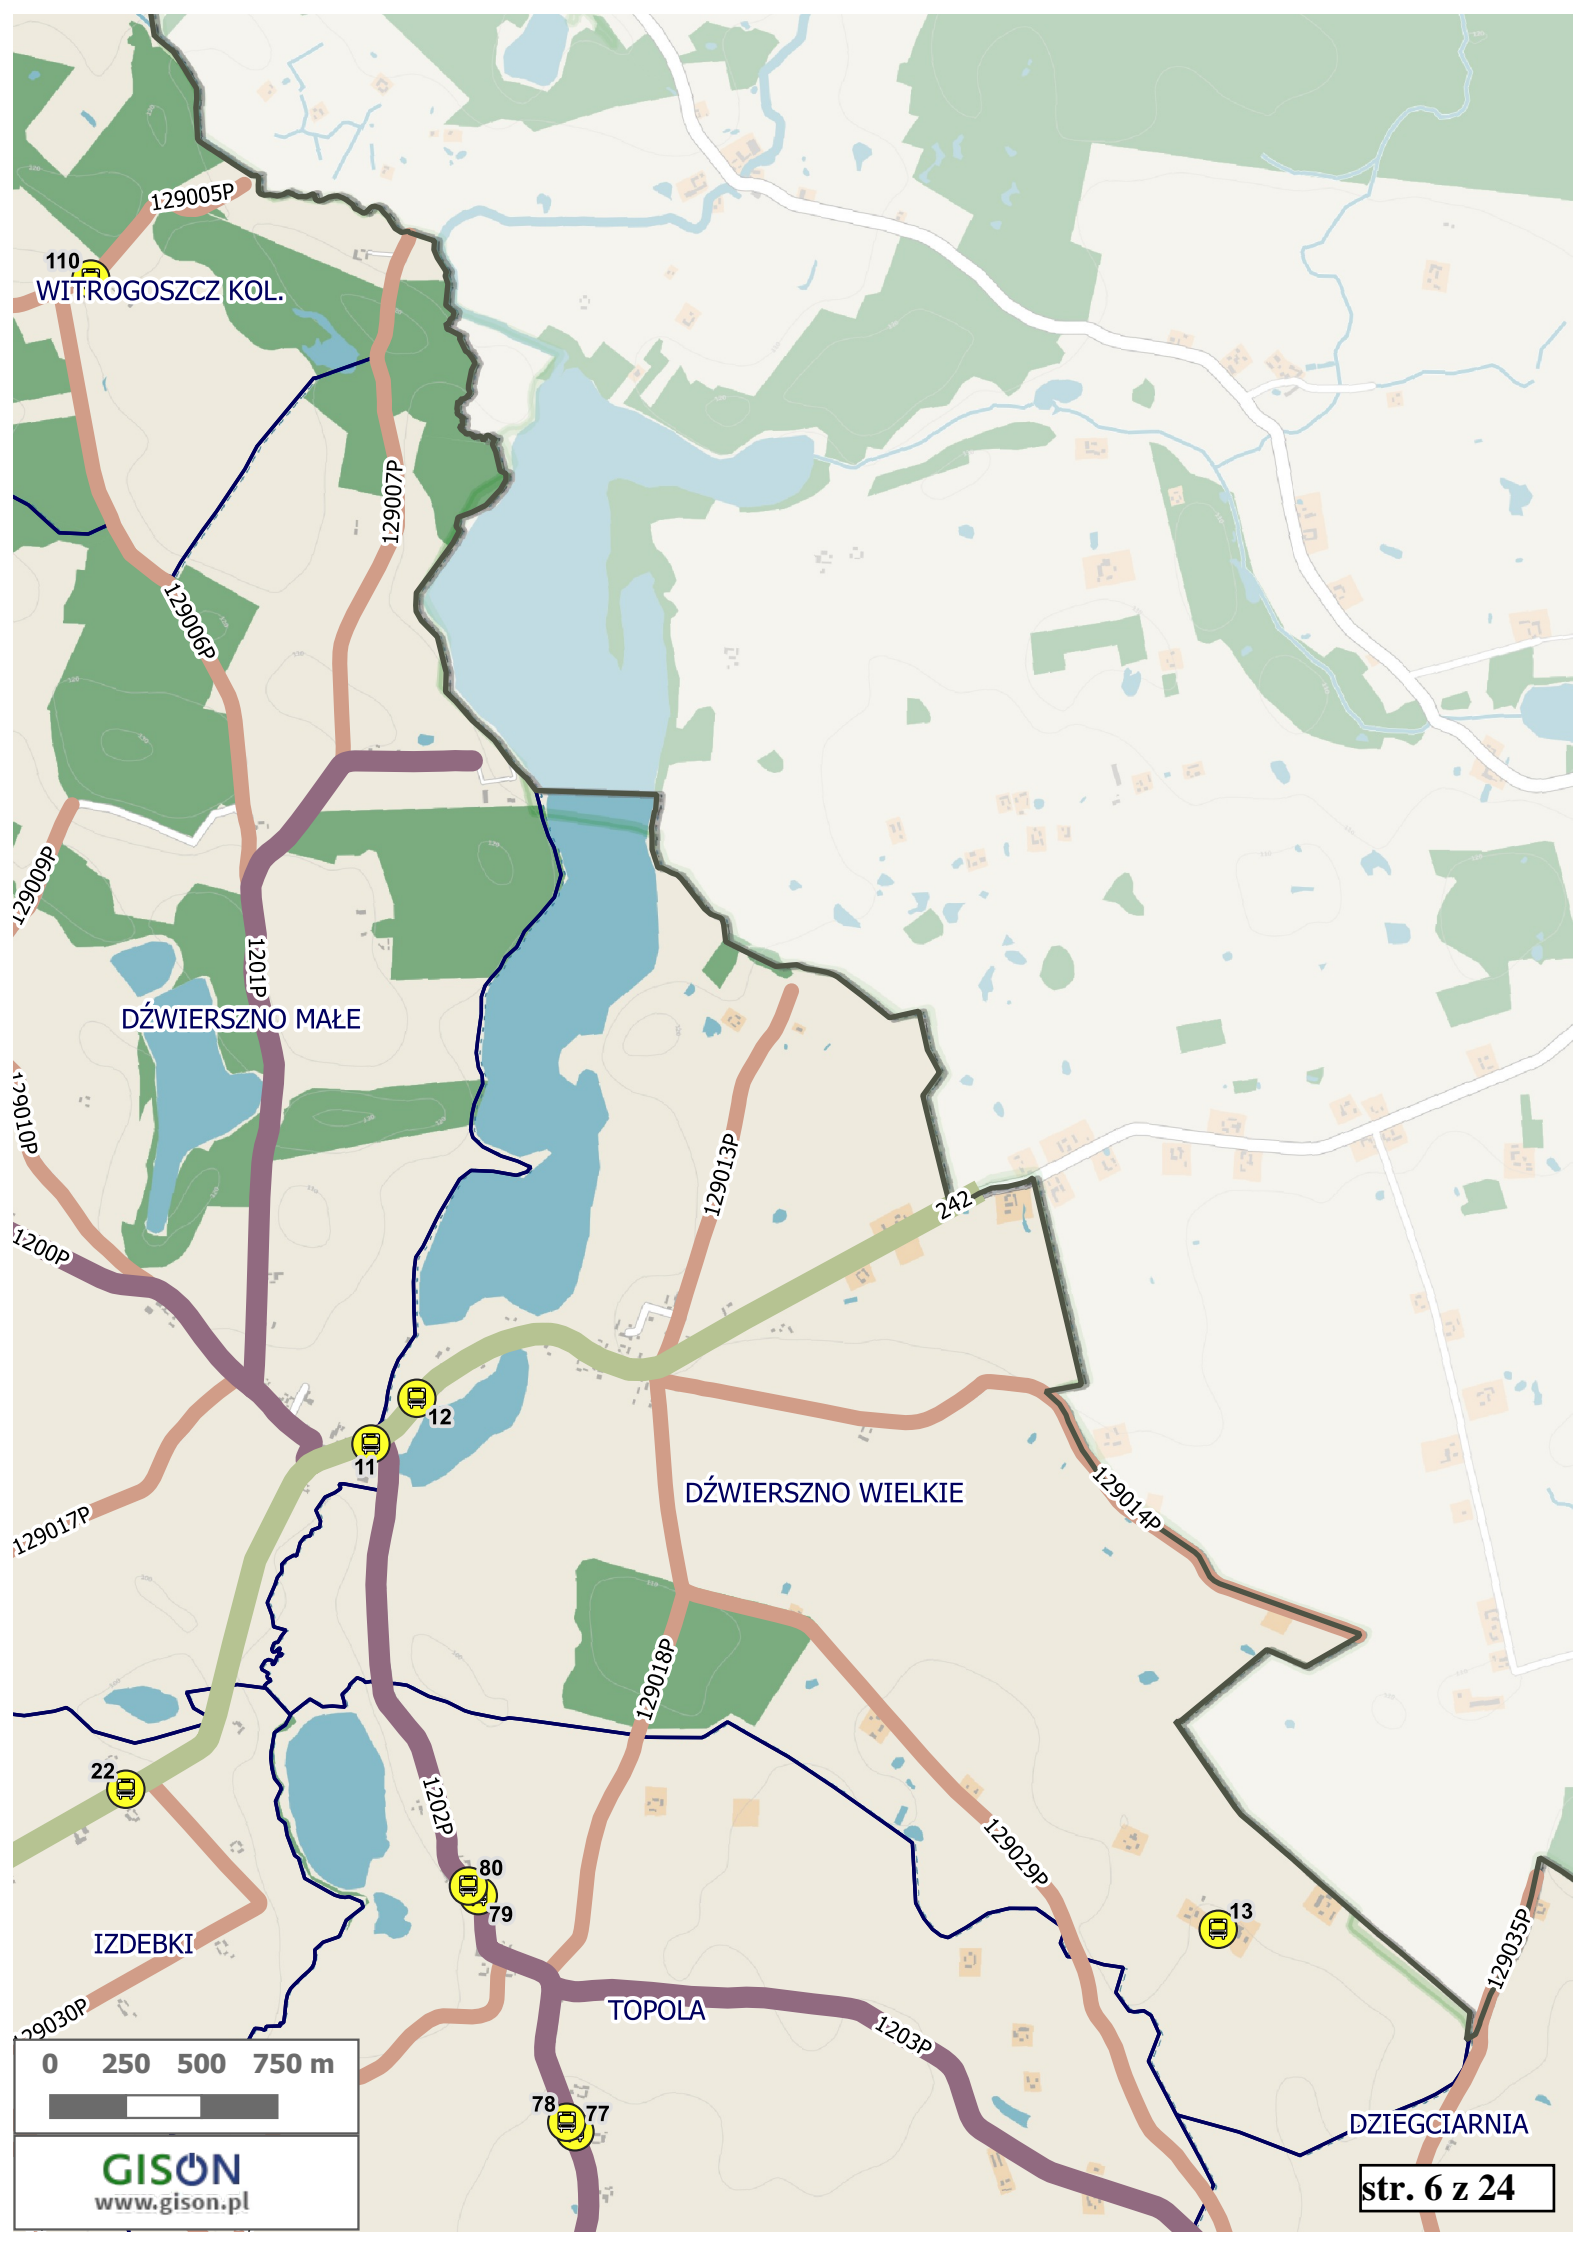 129005P
110
WITROGOSZCZ KOL.
129007P
129006P
129009P
1201P
DŹWIERSZNO MAŁE
129010P
129013P
242
1200P
12
11
DŹWIERSZNO WIELKIE
129014P
129017P
129018P
22
1202P
129029P
80
79
13
129035P
IZDEBKI
TOPOLA
129030P
1203P
0 250 500 750 m
78
77
DZIEGCIARNIA
GISON
www.gison.pl
str. 6 z 24